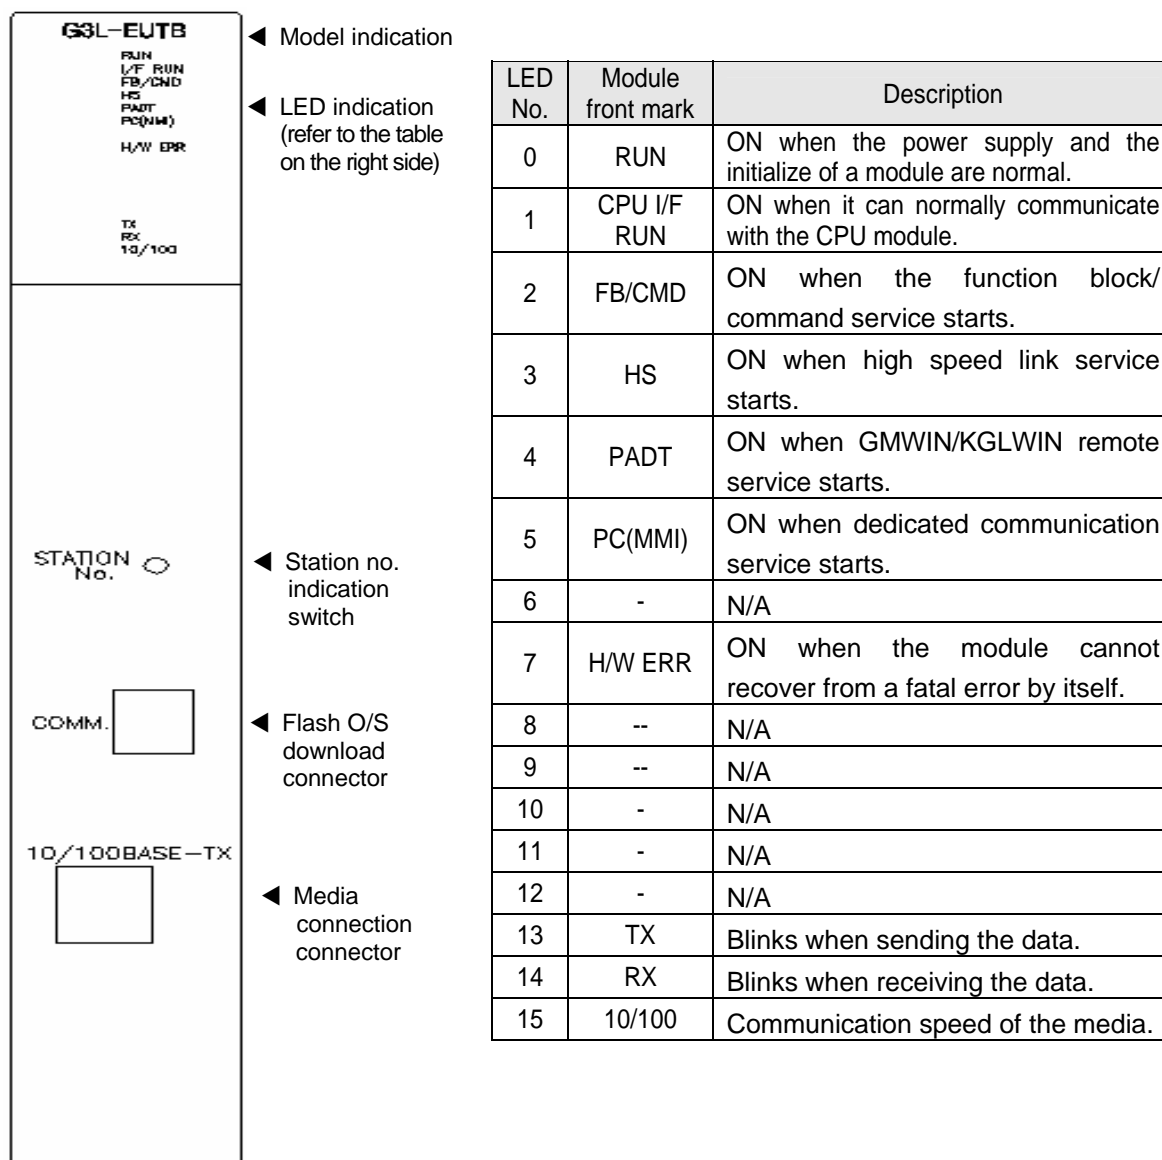 G3L-EUTB
RUN
I/F RUN
FB/CMD
HS
PADT
PC(MMI)
H/W ERR
TX
RX
10/100
STATION
No.
COMM.
10/100BASE-TX
◀ Model indication
◀ LED indication
(refer to the table
on the right side)
◀ Station no.
indication
switch
◀ Flash O/S
download
connector
◀ Media
connection
connector
LED No. Module front mark Description
0 RUN ON when the power supply and the
initialize of a module are normal.
1 CPU I/F RUN ON when it can normally communicate
with the CPU module.
2 FB/CMD ON when the function block/
command service starts.
3 HS ON when high speed link service
starts.
4 PADT ON when GMWIN/KGLWIN remote
service starts.
5 PC(MMI) ON when dedicated communication
service starts.
6 - N/A
7 H/W ERR ON when the module cannot
recover from a fatal error by itself.
8 -- N/A
9 -- N/A
10 - N/A
11 - N/A
12 - N/A
13 TX Blinks when sending the data.
14 RX Blinks when receiving the data.
15 10/100 Communication speed of the media.